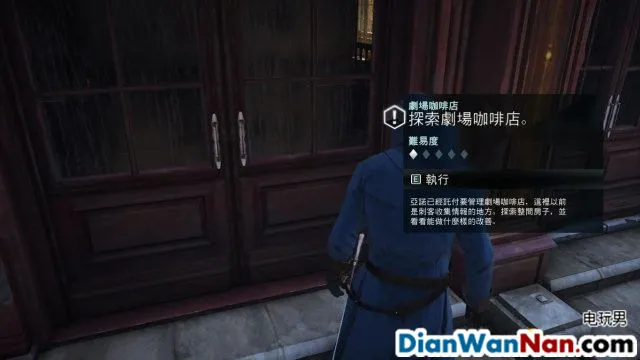 劇場咖啡店
探索劇場咖啡店。
難易度
E 執行
亞諾已經託付要管理劇場咖啡店，這裡以前
是刺客收集情報的地方。探索整間房子，並
看看能做什麼樣的改善。
电玩男
DianWanNan.com